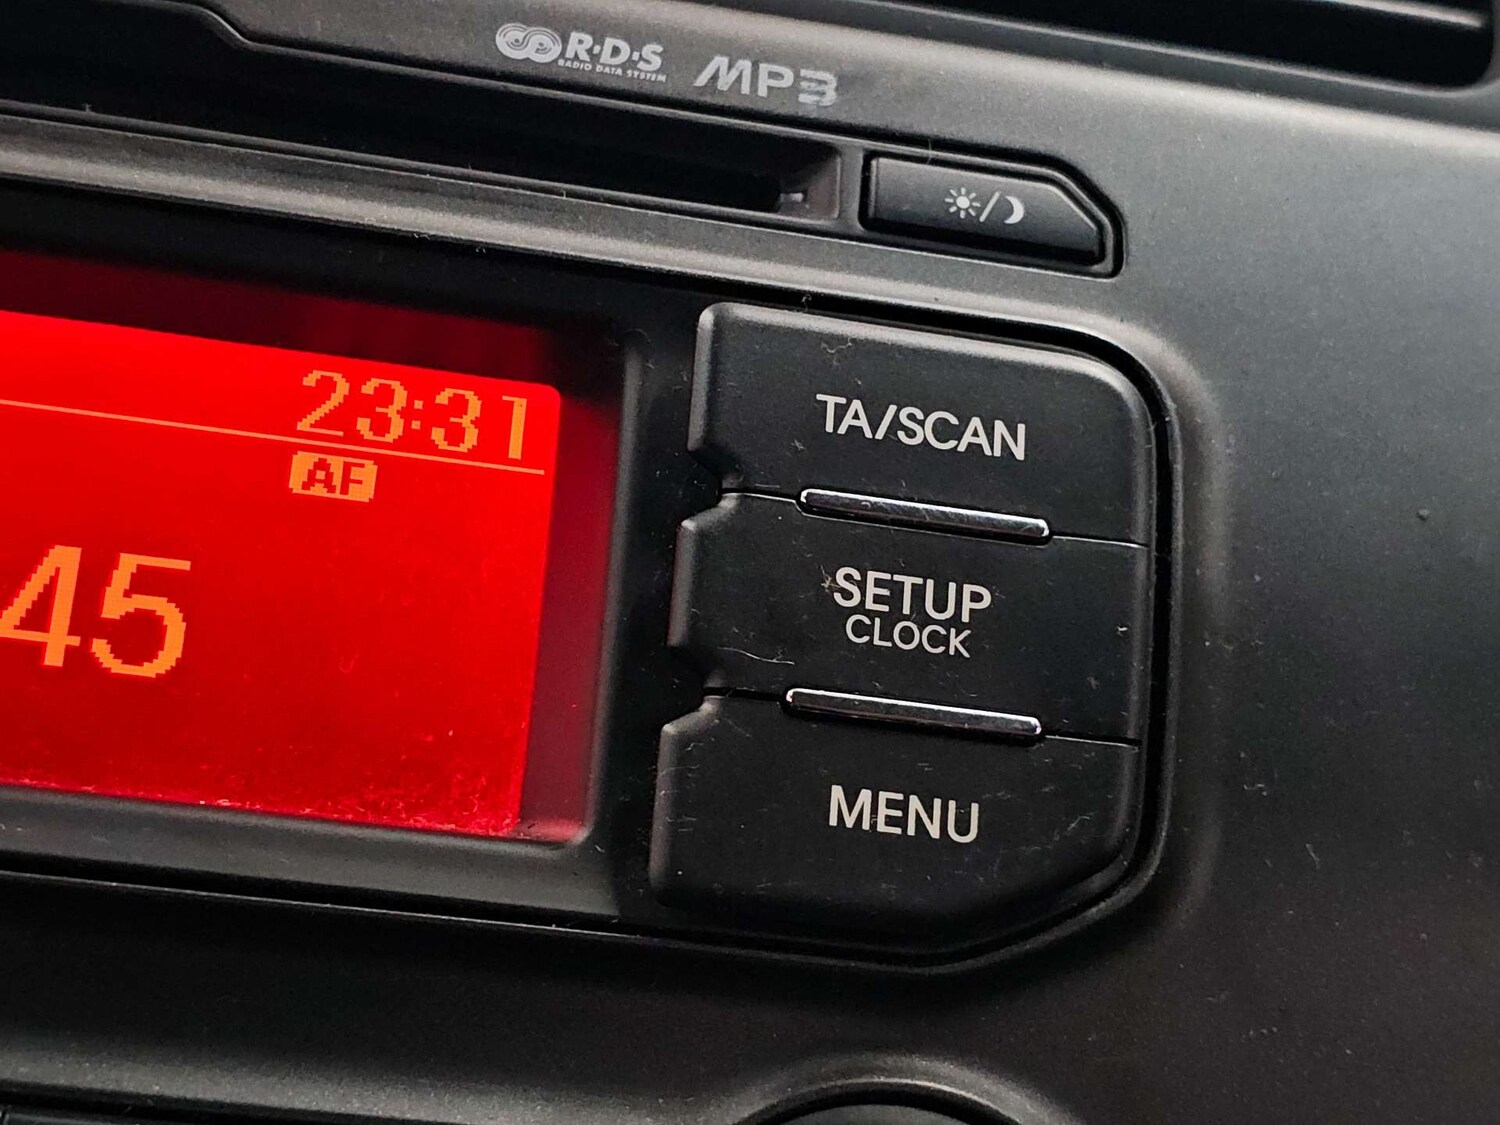 R·D·S
RADIO DATA SYSTEM
MP3
23:31
AF
45
TA/SCAN
SETUP
CLOCK
MENU